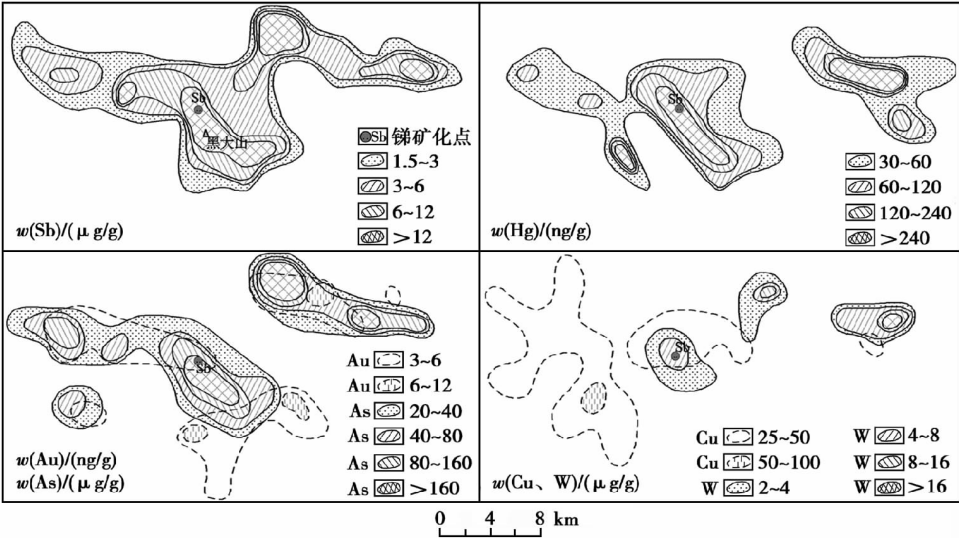 Sb
黑大山
Sb 锑矿化点
1.5~3
3~6
6~12
>12
w(Sb)/(μ g/g)
Sb
30~60
60~120
120~240
>240
w(Hg)/(ng/g)
Sb
Au 3~6
Au 6~12
As 20~40
As 40~80
As 80~160
As >160
w(Au)/(ng/g)
w(As)/(μ g/g)
Sb
Cu 25~50
Cu 50~100
W 2~4
W 4~8
W 8~16
W >16
w(Cu、W)/(μ g/g)
0 4 8 km